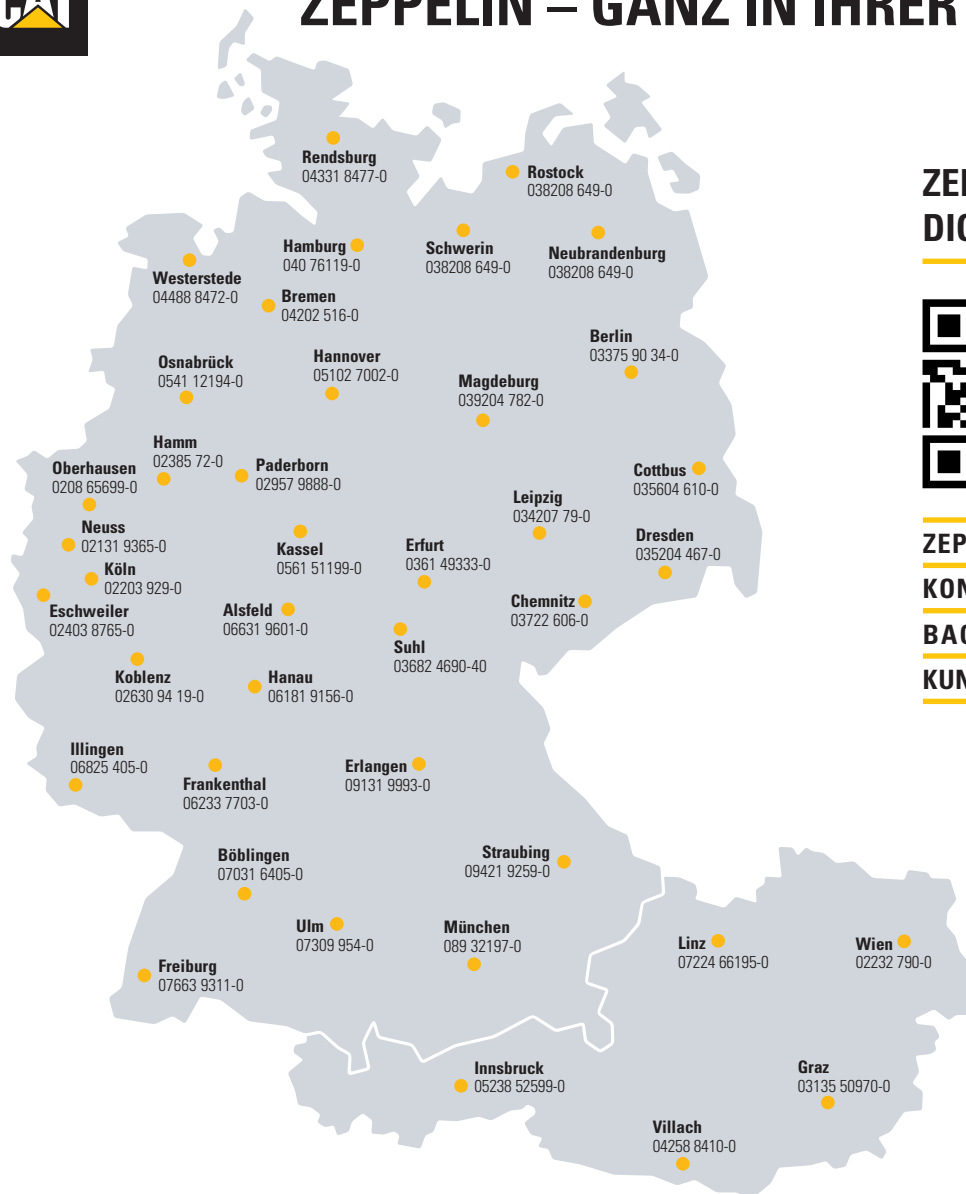 CAT
ZEPPELIN – GANZ IN IHRER
Rendsburg
04331 8477-0
Rostock
038208 649-0
Hamburg
040 76119-0
Schwerin
038208 649-0
Neubrandenburg
038208 649-0
Westerstede
04488 8472-0
Bremen
04202 516-0
Berlin
03375 90 34-0
Osnabrück
0541 12194-0
Hannover
05102 7002-0
Magdeburg
039204 782-0
Hamm
02385 72-0
Oberhausen
0208 65699-0
Paderborn
02957 9888-0
Cottbus
035604 610-0
Leipzig
034207 79-0
Neuss
02131 9365-0
Kassel
0561 51199-0
Erfurt
0361 49333-0
Dresden
035204 467-0
Köln
02203 929-0
Eschweiler
02403 8765-0
Alsfeld
06631 9601-0
Chemnitz
03722 606-0
Suhl
03682 4690-40
Koblenz
02630 94 19-0
Hanau
06181 9156-0
Illingen
06825 405-0
Frankenthal
06233 7703-0
Erlangen
09131 9993-0
Böblingen
07031 6405-0
Straubing
09421 9259-0
Ulm
07309 954-0
München
089 32197-0
Freiburg
07663 9311-0
Linz
07224 66195-0
Wien
02232 790-0
Innsbruck
05238 52599-0
Graz
03135 50970-0
Villach
04258 8410-0
ZEP
KON
KUN